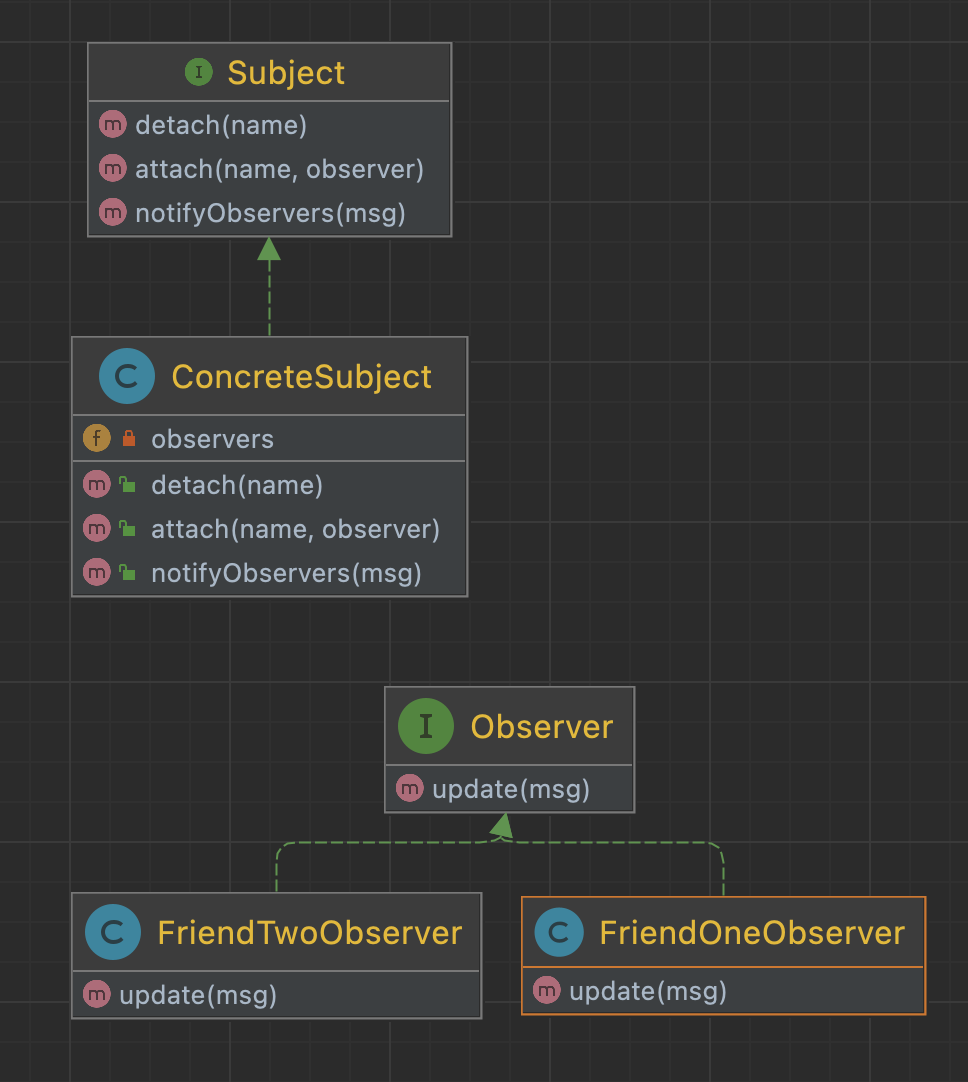 I Subject
m detach(name)
m attach(name, observer)
m notifyObservers(msg)
C ConcreteSubject
f observers
m detach(name)
m attach(name, observer)
m notifyObservers(msg)
I Observer
m update(msg)
C FriendTwoObserver
m update(msg)
C FriendOneObserver
m update(msg)